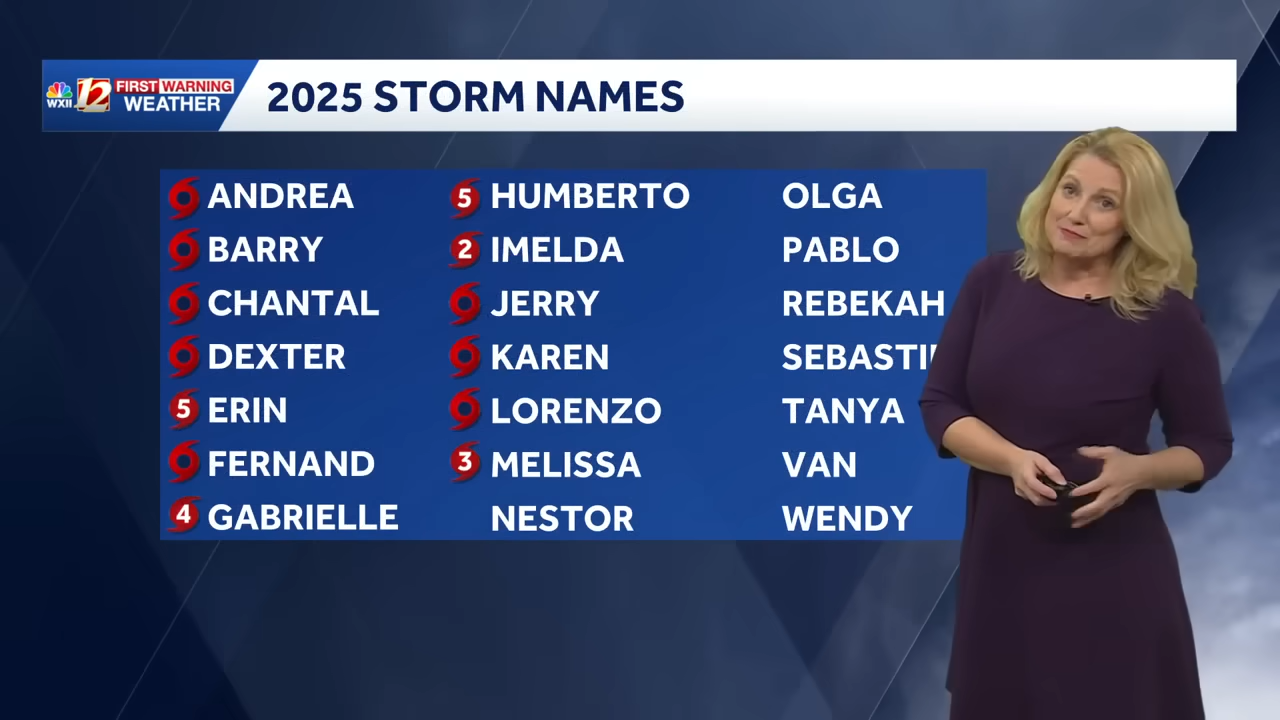 WXII 12 FIRST WARNING
WEATHER
2025 STORM NAMES
ANDREA
BARRY
CHANTAL
DEXTER
5 ERIN
FERNAND
4 GABRIELLE
5 HUMBERTO
2 IMELDA
JERRY
KAREN
LORENZO
3 MELISSA
NESTOR
OLGA
PABLO
REBEKAH
TANYA
VAN
WENDY